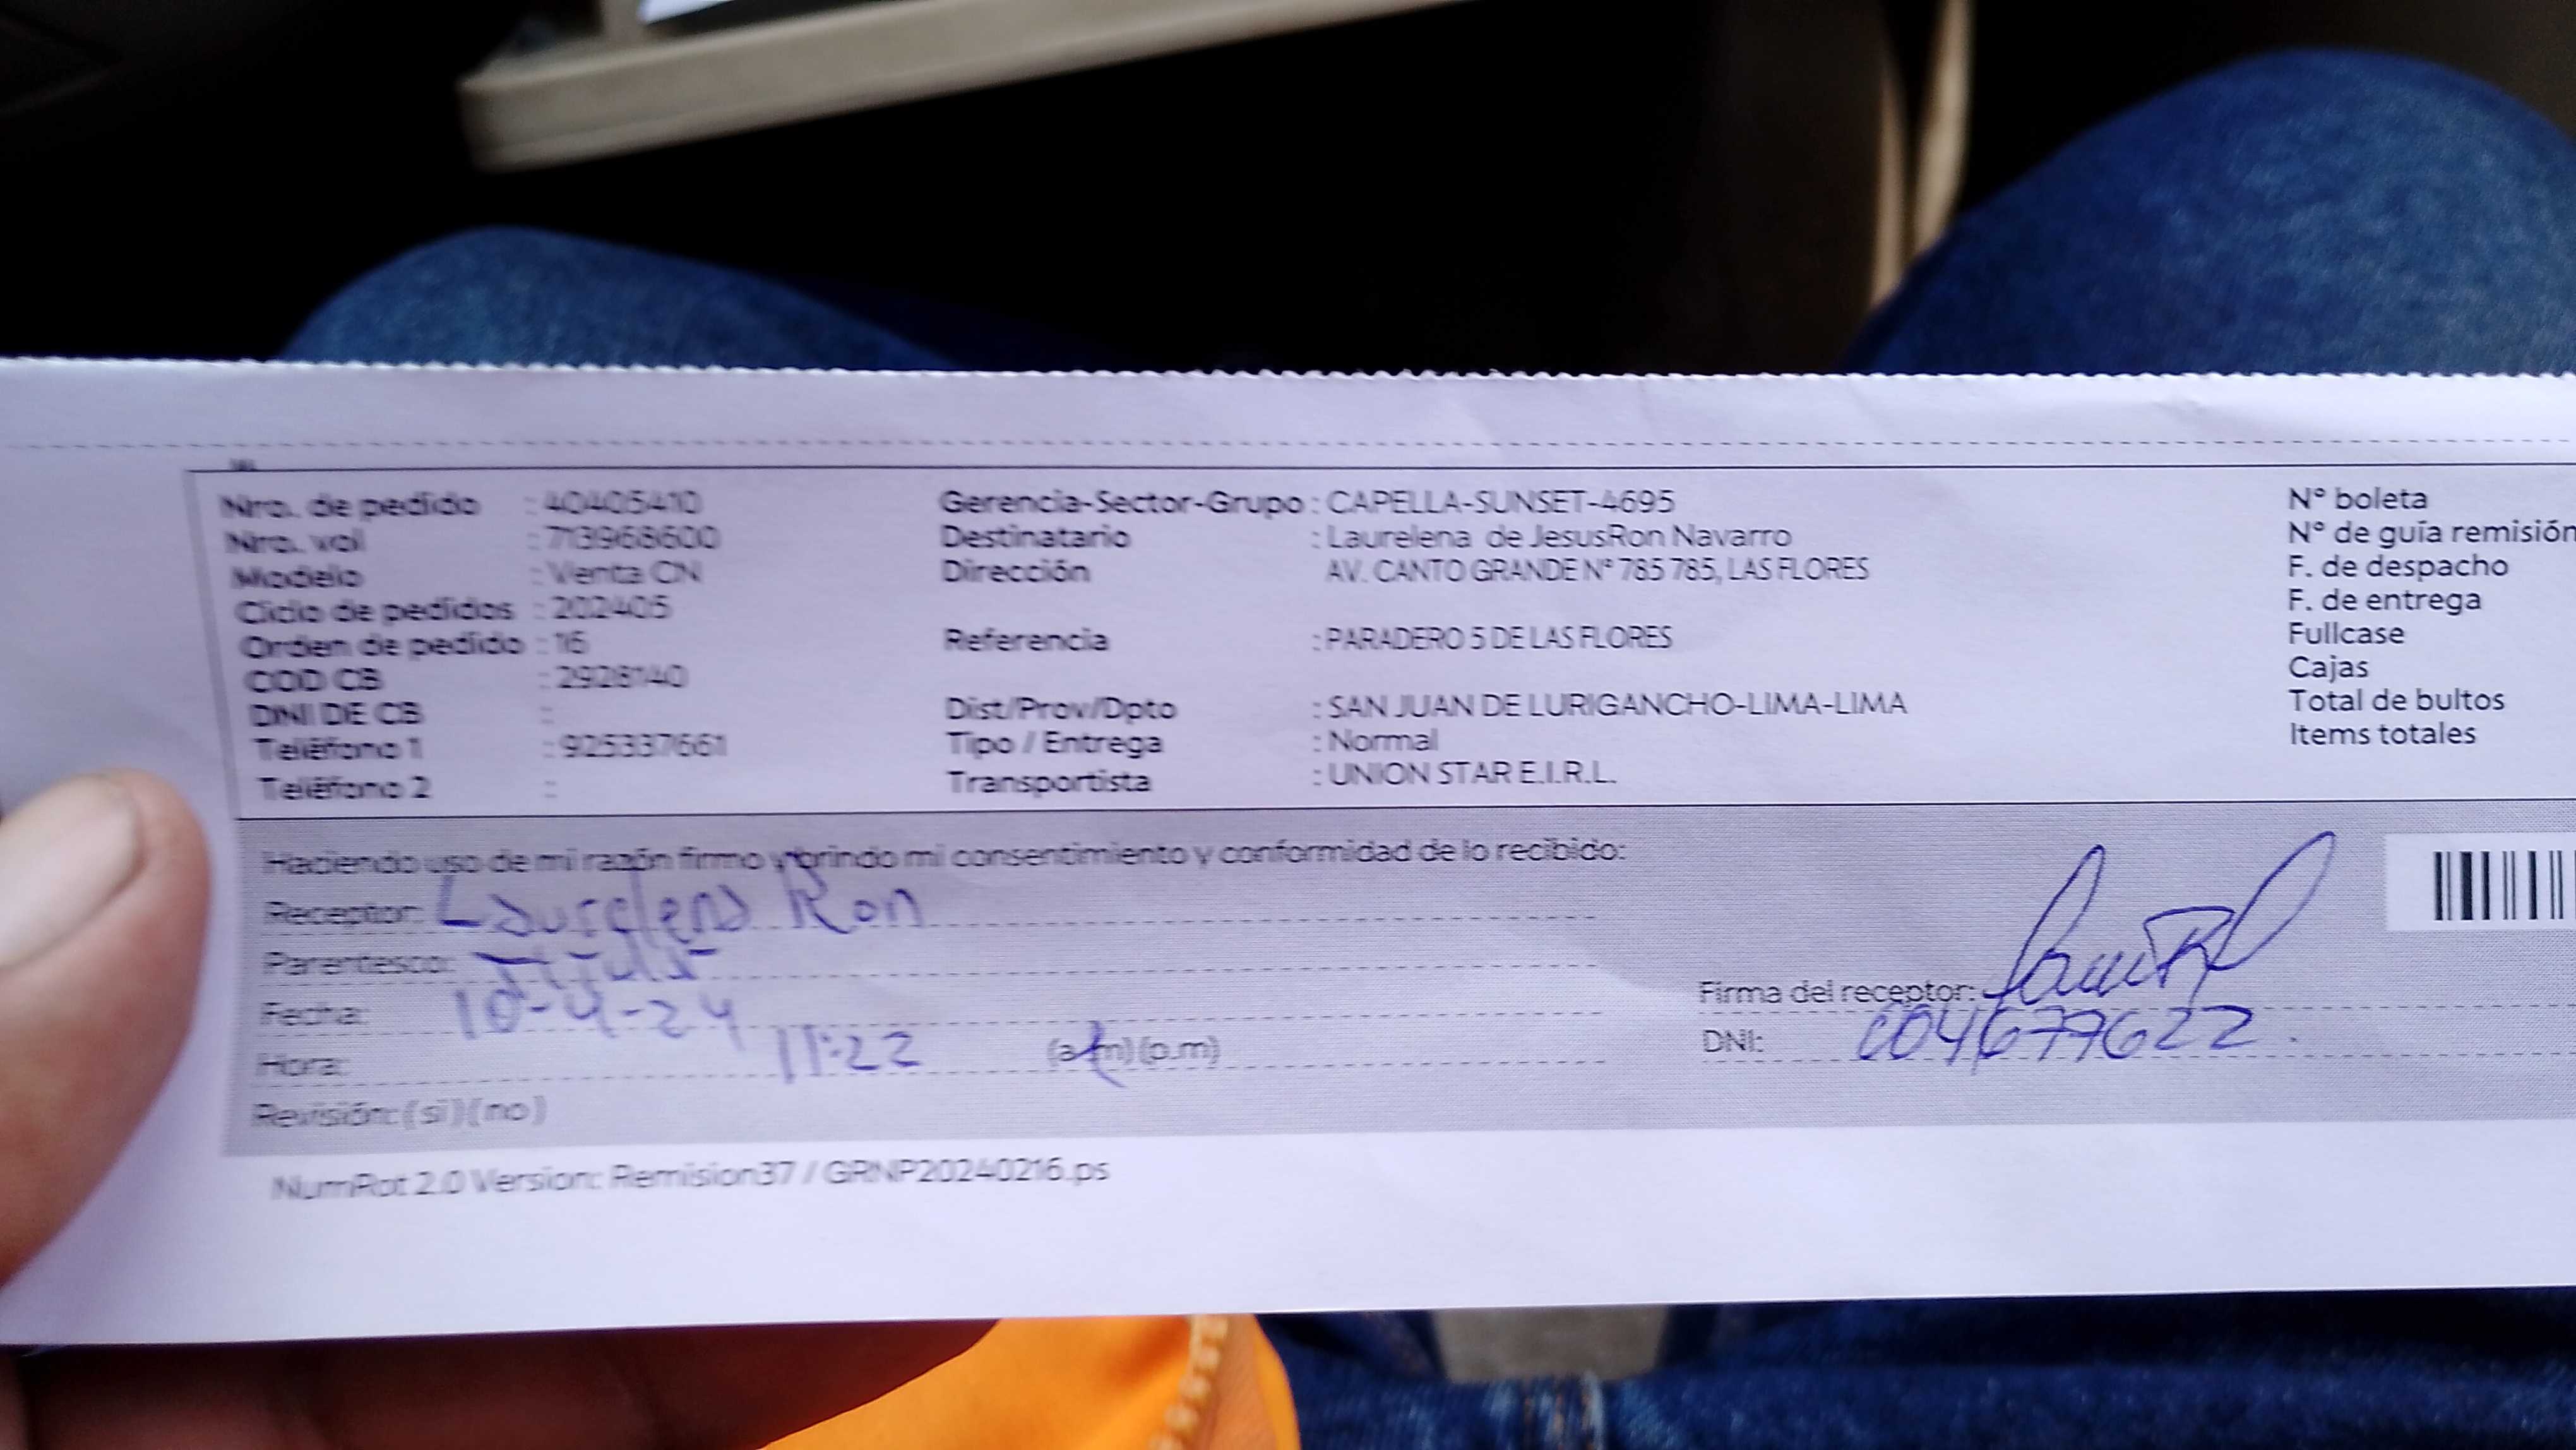 Nro. de pedido : 40405410
Nro. vol : 713968600
Modelo : Venta CN
Ciclo de pedidos : 202405
Orden de pedido : 16
COD CB : 2928140
DNI DE CB :
Teléfono 1 : 925337661
Teléfono 2 :
Gerencia-Sector-Grupo : CAPELLA-SUNSET-4695
Destinatario : Laurelena de JesusRon Navarro
Dirección AV. CANTO GRANDE N° 785 785, LAS FLORES
Referencia : PARADERO 5 DE LAS FLORES
Dist/Prov/Dpto : SAN JUAN DE LURIGANCHO-LIMA-LIMA
Tipo / Entrega : Normal
Transportista : UNION STAR E.I.R.L.
N° boleta
N° de guía remisión
F. de despacho
F. de entrega
Fullcase
Cajas
Total de bultos
Items totales
Haciendo uso de mi razón firmo y brindo mi consentimiento y conformidad de lo recibido:
Receptor: Laurelena Ron
Parentesco: Titular
Fecha: 10-4-24
Hora: 11:22 (a.m) (p.m)
Revisión: (si) (no)
Firma del receptor:
DNI: 004677622
NumRot 2.0 Version: Remision37 / GRNP20240216.ps